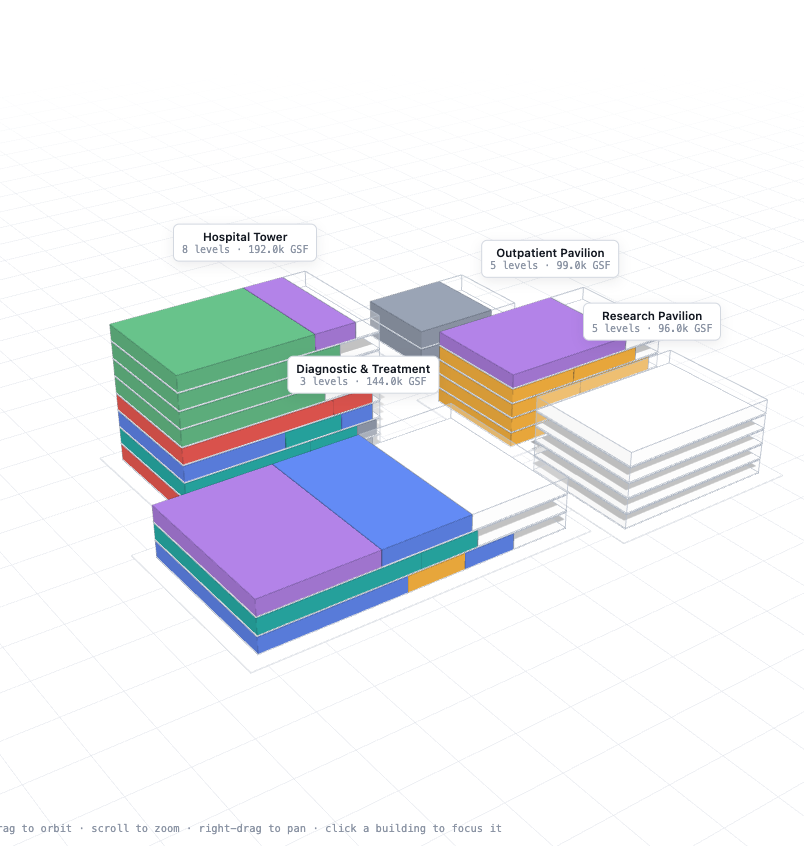 Hospital Tower
8 levels · 192.0k GSF
Outpatient Pavilion
5 levels · 99.0k GSF
Research Pavilion
5 levels · 96.0k GSF
Diagnostic & Treatment
3 levels · 144.0k GSF
to orbit · scroll to zoom · right-drag to pan · click a building to focus it